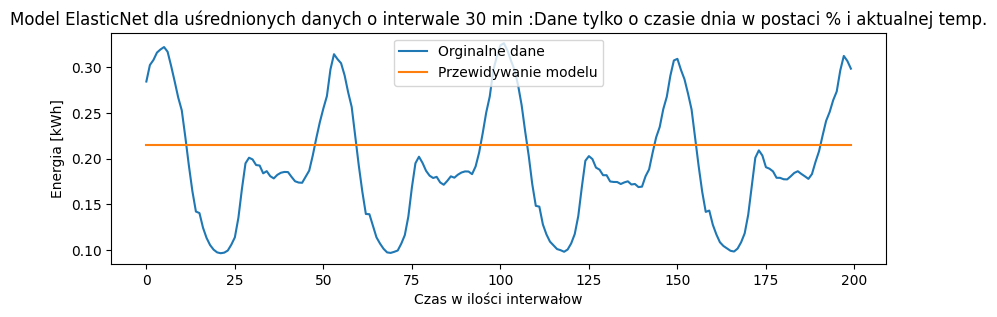 Model ElasticNet dla uśrednionych danych o interwale 30 min :Dane tylko o czasie dnia w postaci % i aktualnej temp.
Orginalne dane
Przewidywanie modelu
Energia [kWh]
0.30
0.25
0.20
0.15
0.10
0 25 50 75 100 125 150 175 200
Czas w ilości interwałow